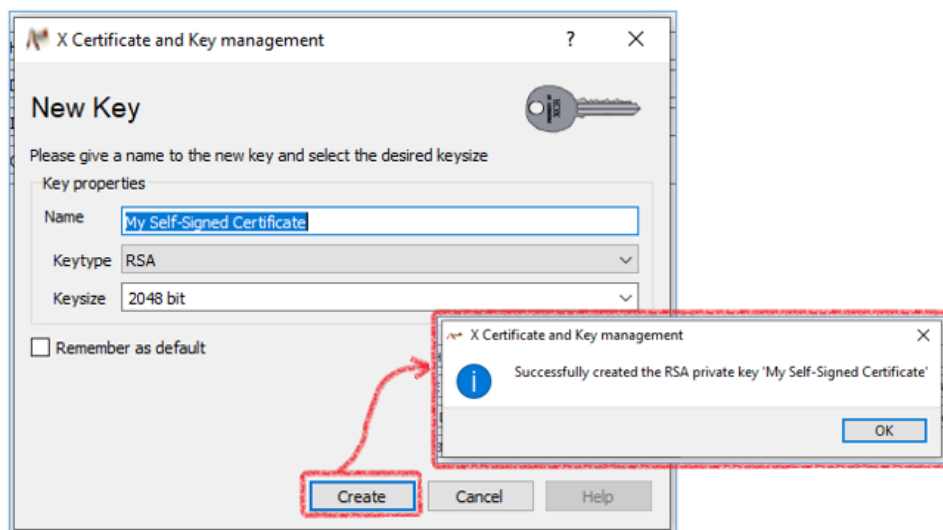 X Certificate and Key management
New Key
Please give a name to the new key and select the desired keysize
Key properties
Name
My Self-Signed Certificate
Keytype
RSA
Keysize
2048 bit
Remember as default
X Certificate and Key management
Successfully created the RSA private key 'My Self-Signed Certificate'
OK
Create
Cancel
Help